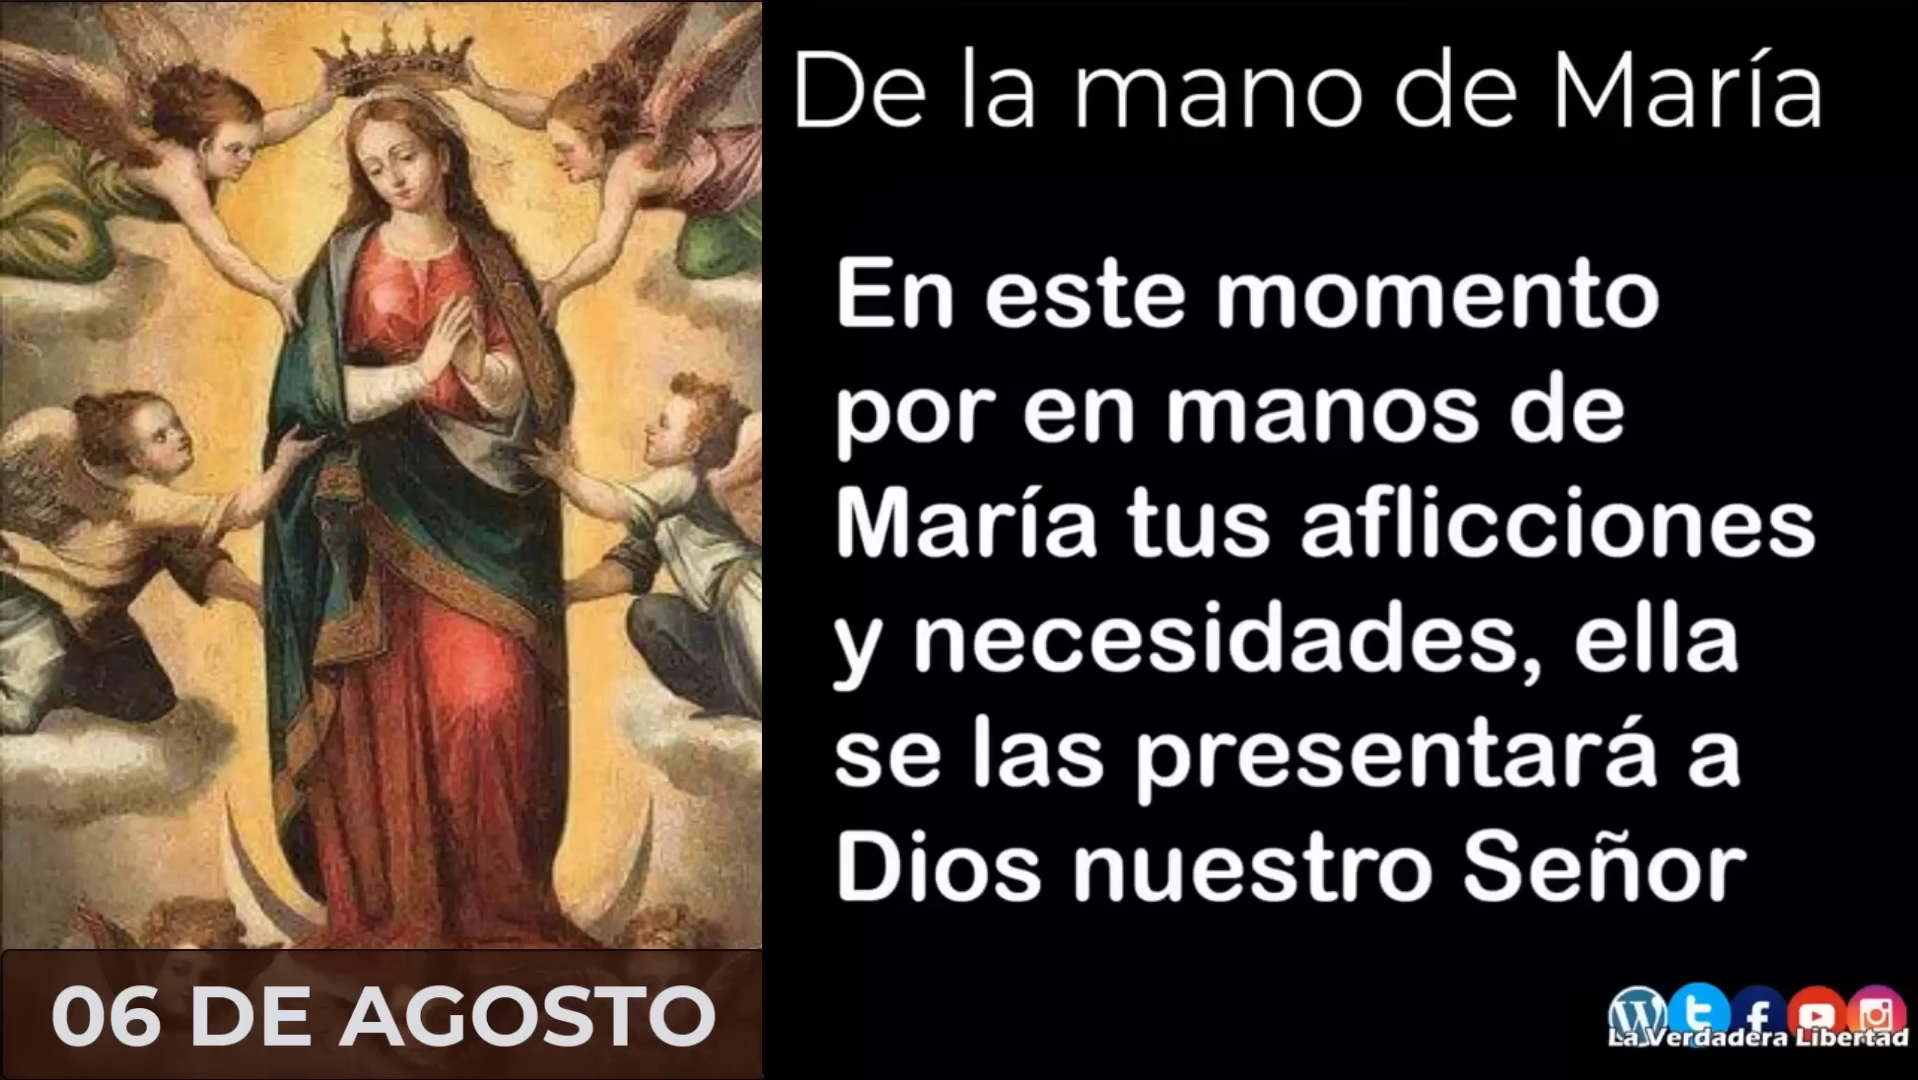 De la mano de María
En este momento
por en manos de
María tus aflicciones
y necesidades, ella
se las presentará a
Dios nuestro Señor
06 DE AGOSTO
La Verdadera Libertad